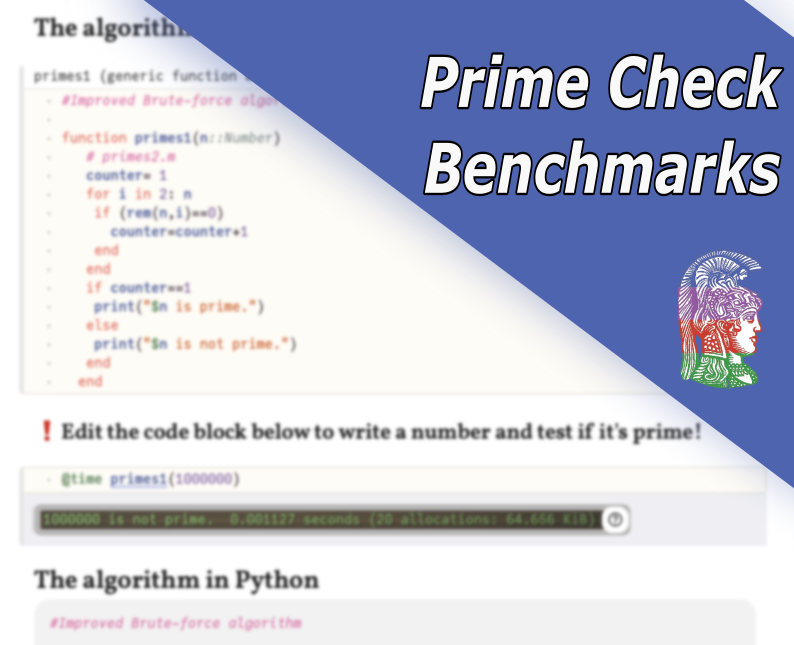 The algorithm
Prime Check
Benchmarks
primes1 (generic function
#Improved Brute-force algor
function primes1(n::Number)
# primes2.m
counter= 1
for i in 2: n
if (rem(n,i)==0)
counter=counter+1
end
end
if counter==1
print("$n is prime.")
else
print("$n is not prime.")
end
end
❗ Edit the code block below to write a number and test if it's prime!
@time primes1(1000000)
1000000 is not prime.  0.001127 seconds (20 allocations: 64.666 KiB)
?
The algorithm in Python
#Improved Brute-force algorithm